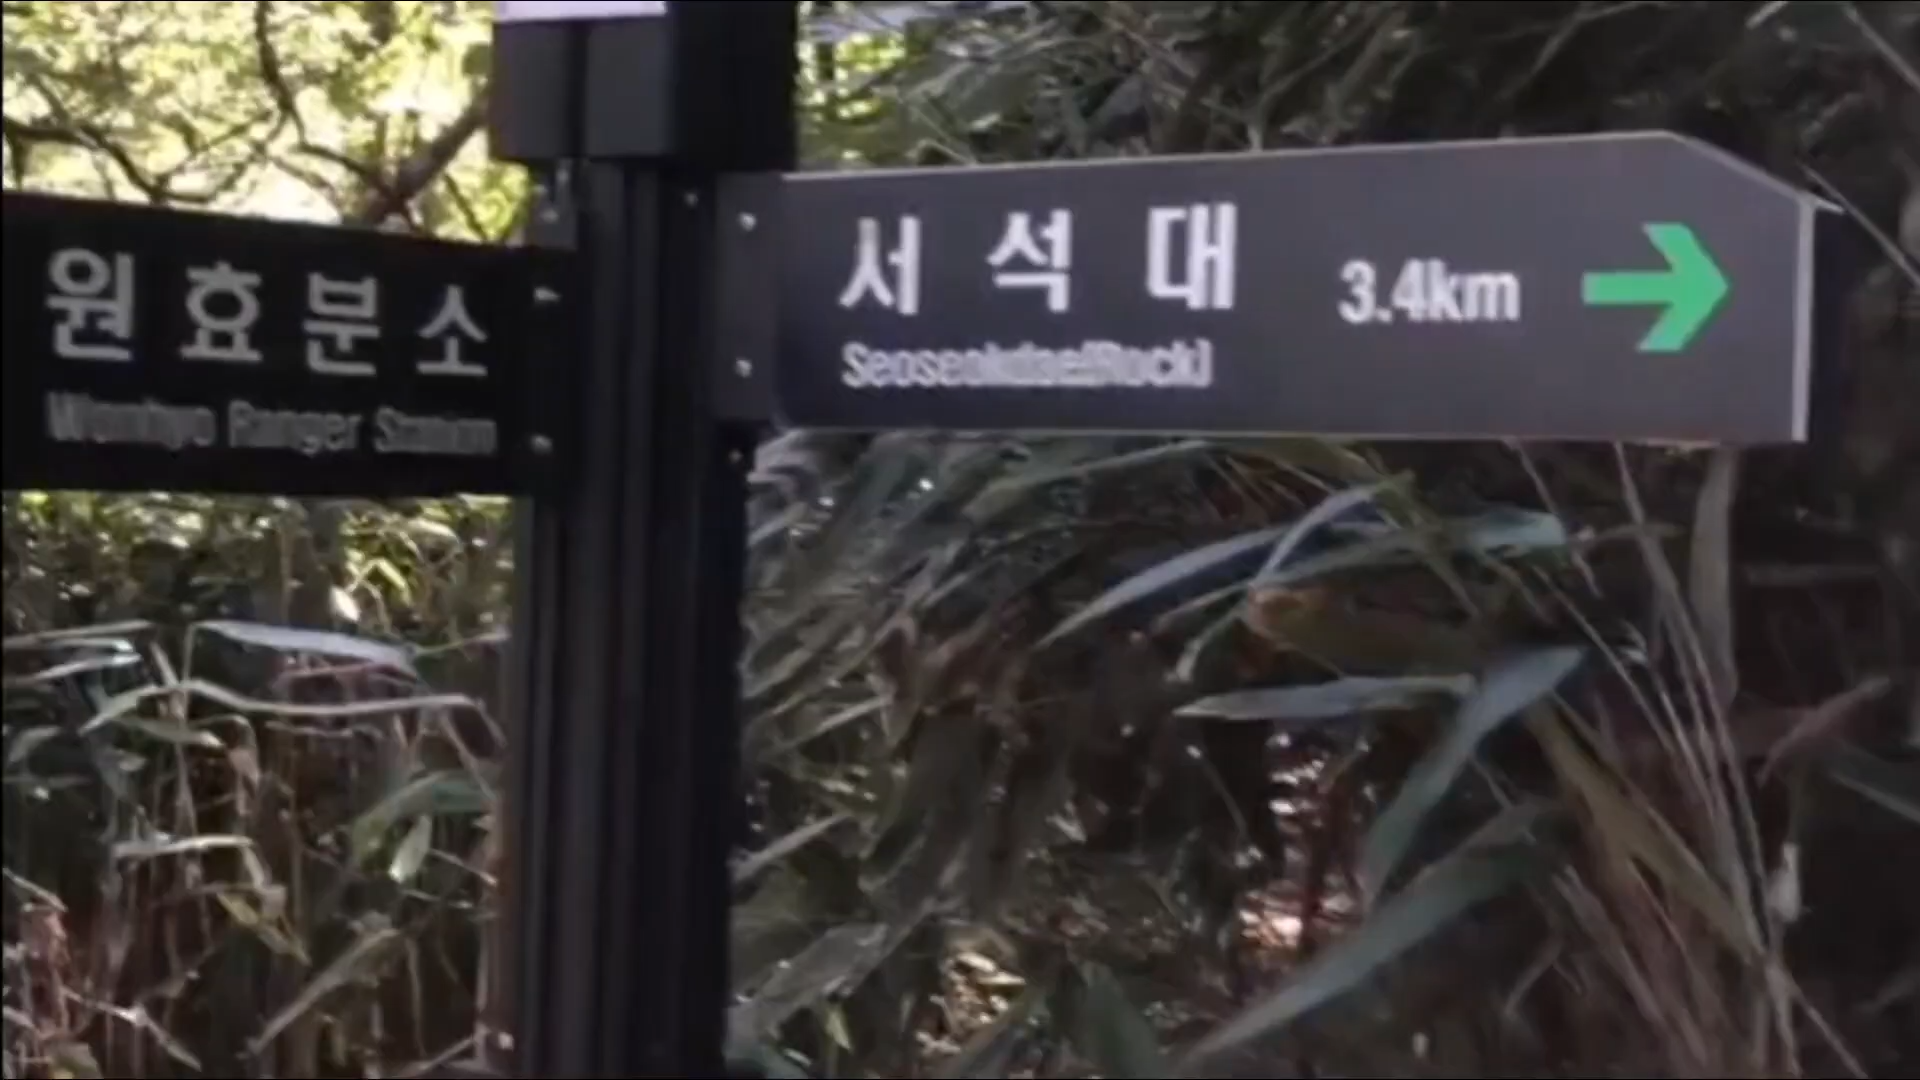 원효분소
Wonhyo Ranger Station
서석대 3.4km →
Seoseokdae(Rock)